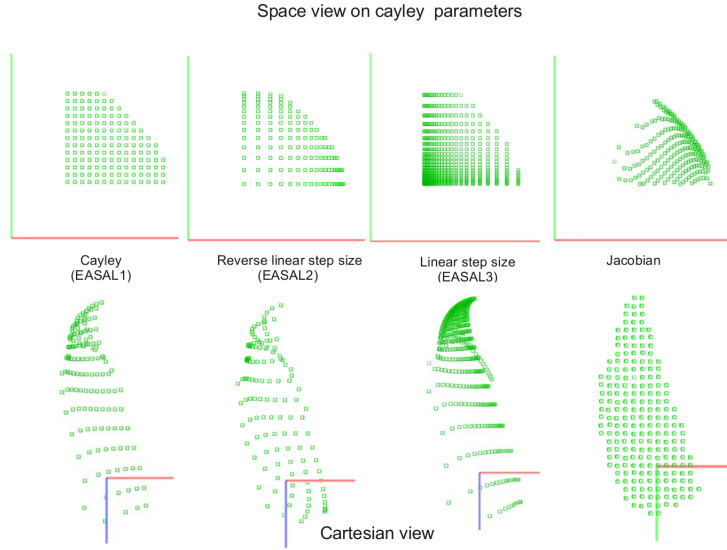 Space view on cayley parameters
Cayley
(EASAL1)
Reverse linear step size
(EASAL2)
Linear step size
(EASAL3)
Jacobian
Cartesian view